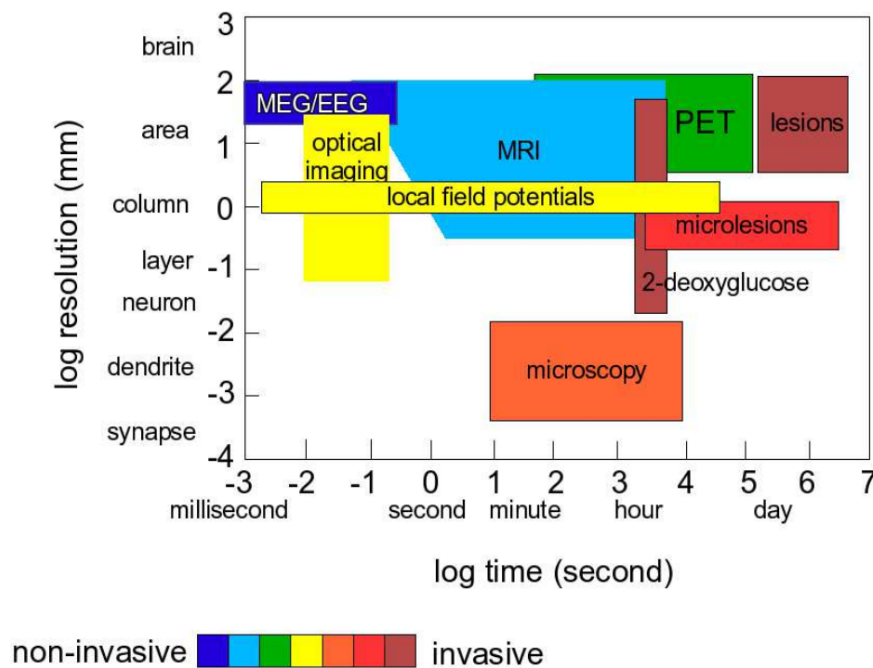 3
brain
2
MEG/EEG
area
1
optical
imaging
MRI
PET
lesions
log resolution (mm)
column
0
local field potentials
microlesions
layer
-1
2-deoxyglucose
neuron
-2
dendrite
microscopy
-3
synapse
-4
-3 -2 -1 0 1 2 3 4 5 6 7
millisecond second minute hour day
log time (second)
non-invasive invasive